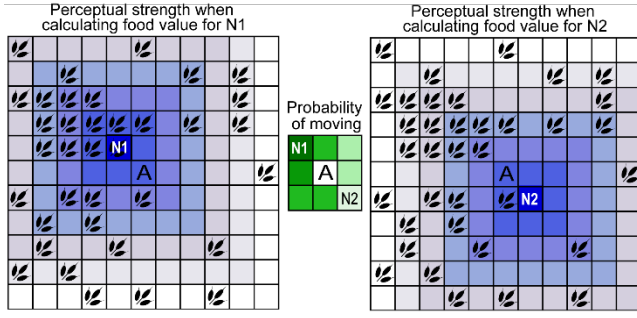 Perceptual strength when
calculating food value for N1
Perceptual strength when
calculating food value for N2
Probability
of moving
N1
A
N1
A
N2
A
N2